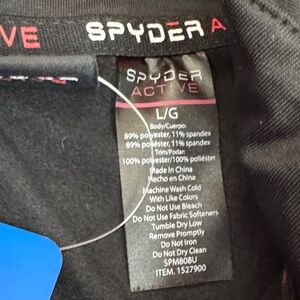 IVE SPYDER A
SPYDER
ACTIVE
L/G
Body/Cuerpo:
89% polyester, 11% spandex
89% poliéster, 11% spandex
Trim/Podar:
100% polyester/100% poliéster
Made in China
Hecho en China
Machine Wash Cold
With Like Colors
Do Not Use Bleach
Do Not Use Fabric Softeners
Tumble Dry Low
Remove Promptly
Do Not Iron
Do Not Dry Clean
SPM808U
ITEM. 1527900